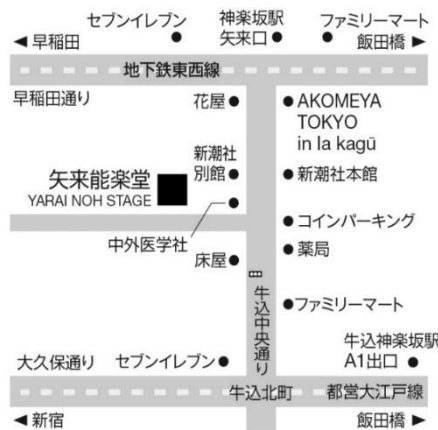 セブンイレブン
神楽坂駅
矢来口
ファミリーマート
◀早稲田
飯田橋▶
地下鉄東西線
早稲田通り
花屋
AKOMEYA
TOKYO
in la kagū
新潮社
別館
新潮社本館
矢来能楽堂
YARAI NOH STAGE
中外医学社
コインパーキング
床屋
薬局
牛込中央通り
ファミリーマート
牛込神楽坂駅
A1出口
大久保通り
セブンイレブン
牛込北町
都営大江戸線
◀新宿
飯田橋▶